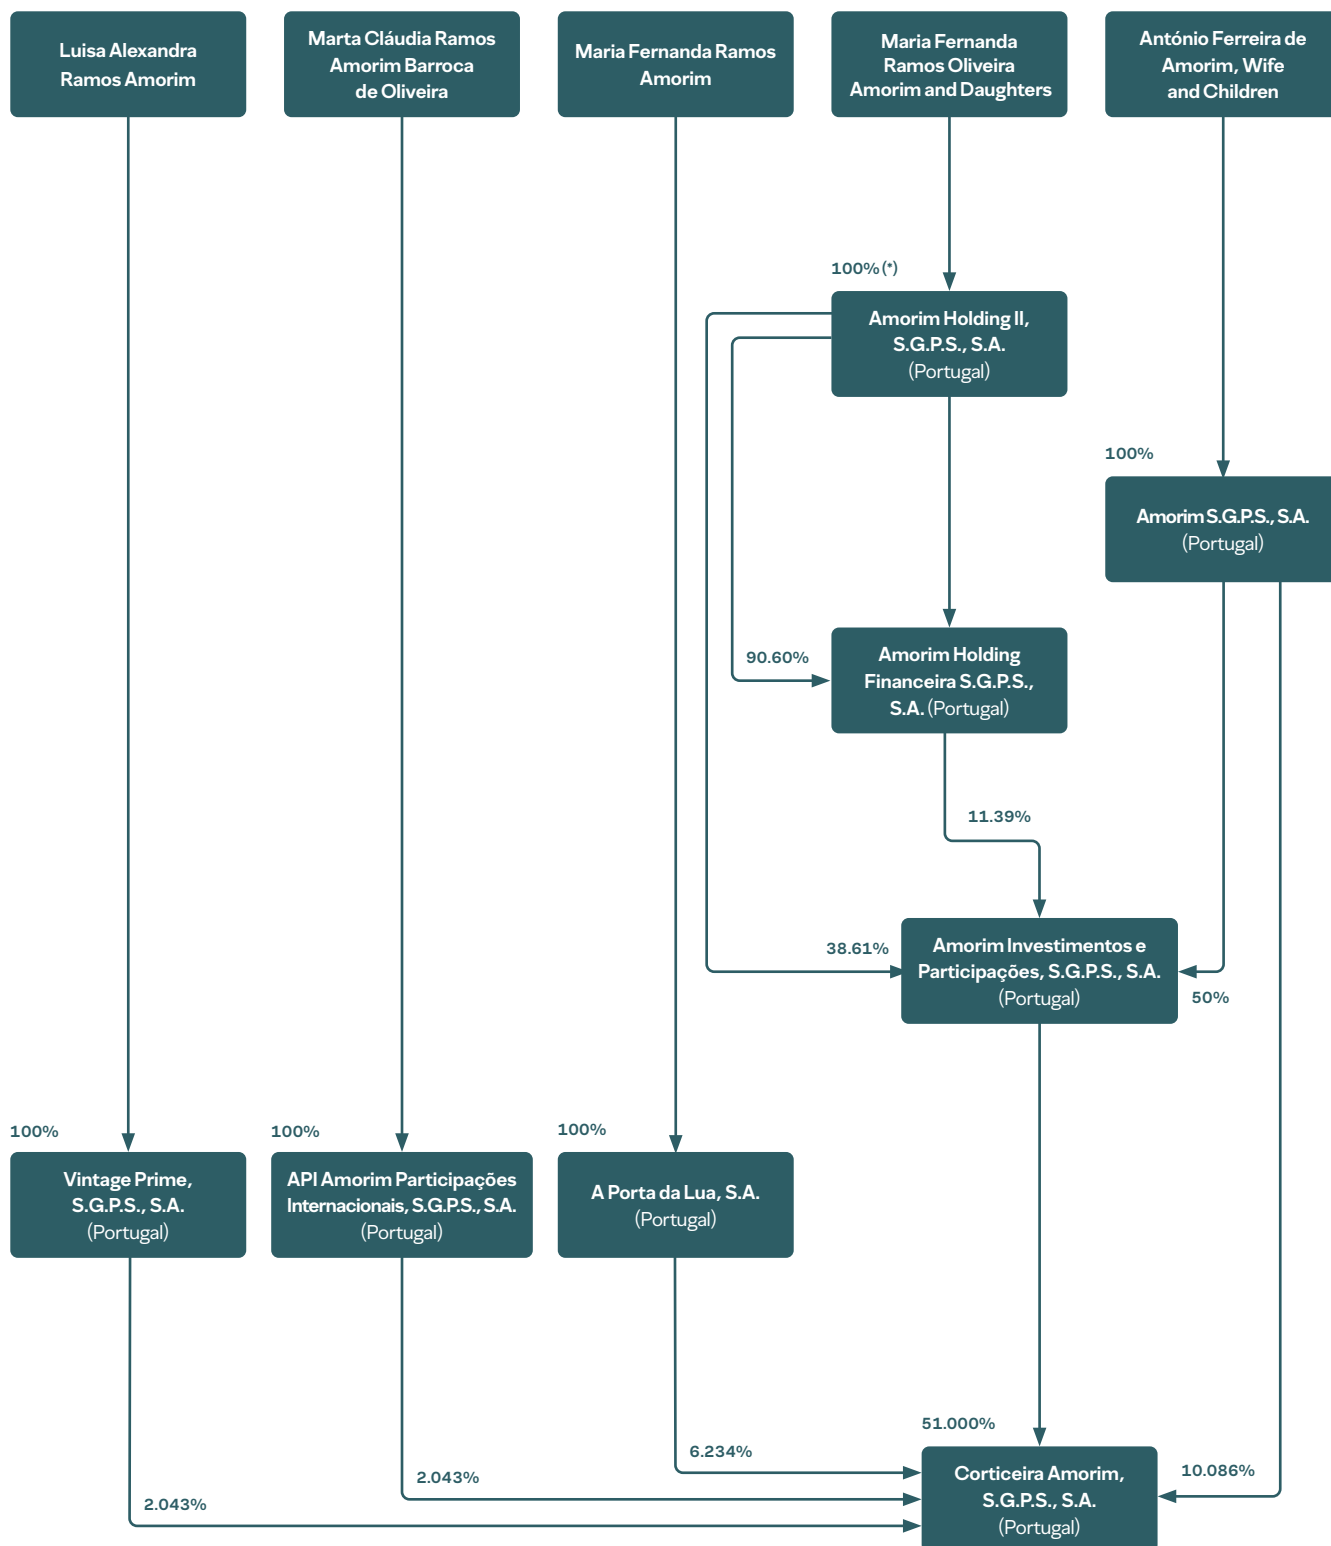 Luisa Alexandra
Ramos Amorim
Marta Cláudia Ramos
Amorim Barroca
de Oliveira
Maria Fernanda Ramos
Amorim
Maria Fernanda
Ramos Oliveira
Amorim and Daughters
António Ferreira de
Amorim, Wife
and Children
100% (*)
Amorim Holding II,
S.G.P.S., S.A.
(Portugal)
100%
Amorim S.G.P.S., S.A.
(Portugal)
90.60%
Amorim Holding
Financeira S.G.P.S.,
S.A. (Portugal)
11.39%
38.61%
Amorim Investimentos e
Participações, S.G.P.S., S.A.
(Portugal)
50%
100%
Vintage Prime,
S.G.P.S., S.A.
(Portugal)
100%
API Amorim Participações
Internacionais, S.G.P.S., S.A.
(Portugal)
100%
A Porta da Lua, S.A.
(Portugal)
51.000%
6.234%
2.043%
2.043%
Corticeira Amorim,
S.G.P.S., S.A.
(Portugal)
10.086%